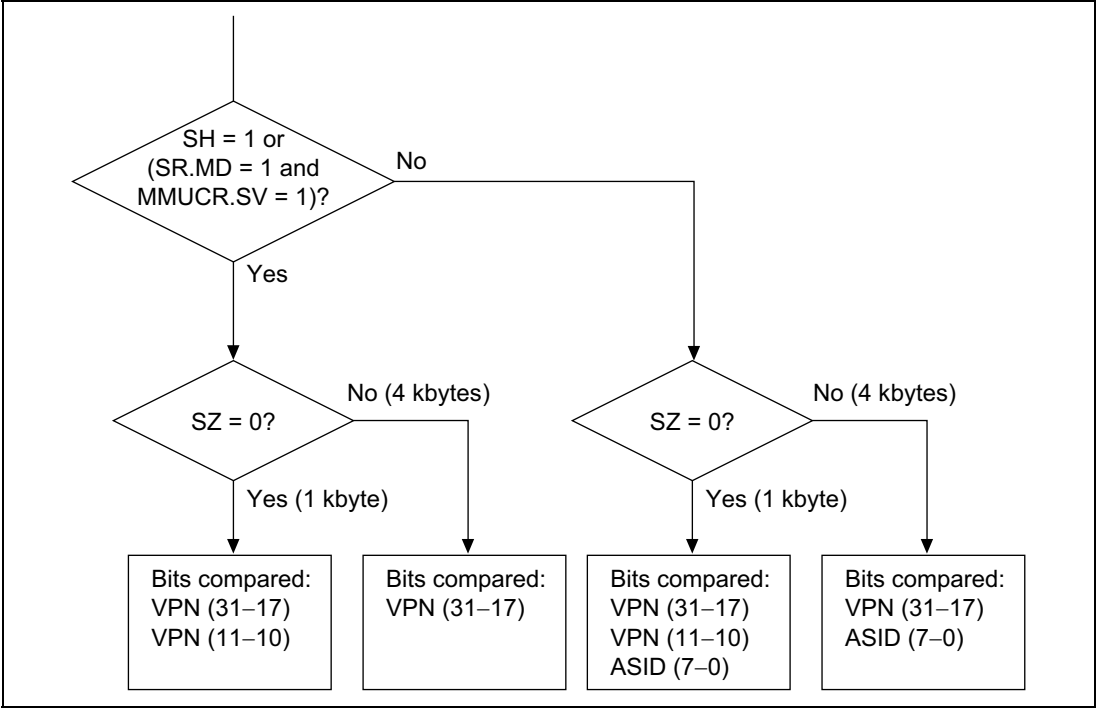 SH = 1 or
(SR.MD = 1 and
MMUCR.SV = 1)?
No
Yes
SZ = 0?
No (4 kbytes)
Yes (1 kbyte)
SZ = 0?
No (4 kbytes)
Yes (1 kbyte)
Bits compared:
VPN (31–17)
VPN (11–10)
Bits compared:
VPN (31–17)
Bits compared:
VPN (31–17)
VPN (11–10)
ASID (7–0)
Bits compared:
VPN (31–17)
ASID (7–0)